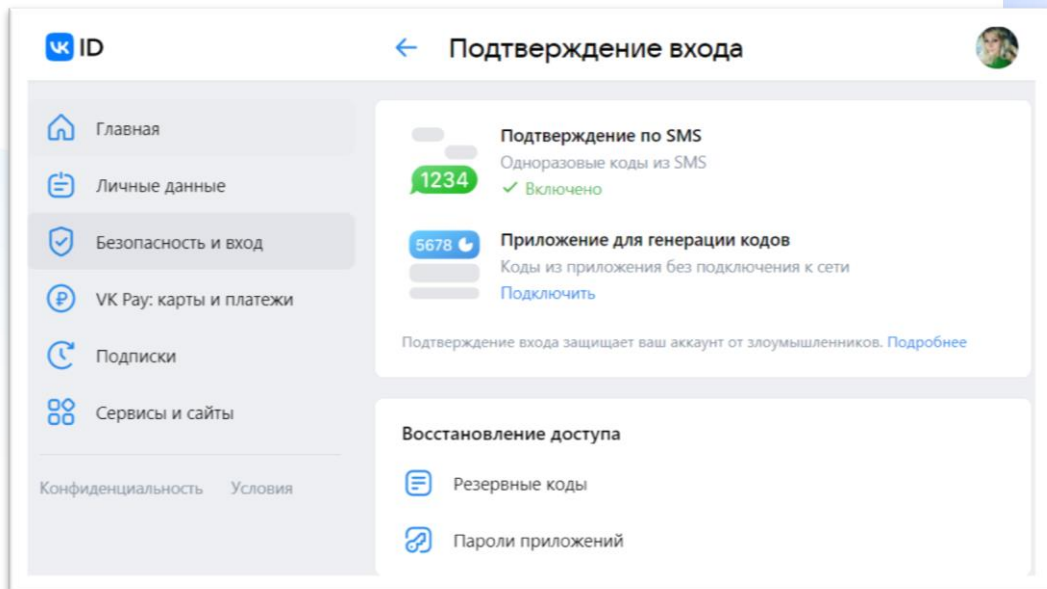 VK ID
Подтверждение входа
Главная
Личные данные
Безопасность и вход
VK Pay: карты и платежи
Подписки
Сервисы и сайты
Конфиденциальность Условия
Подтверждение по SMS
Одноразовые коды из SMS
1234
Включено
5678
Приложение для генерации кодов
Коды из приложения без подключения к сети
Подключить
Подтверждение входа защищает ваш аккаунт от злоумышленников. Подробнее
Восстановление доступа
Резервные коды
Пароли приложений